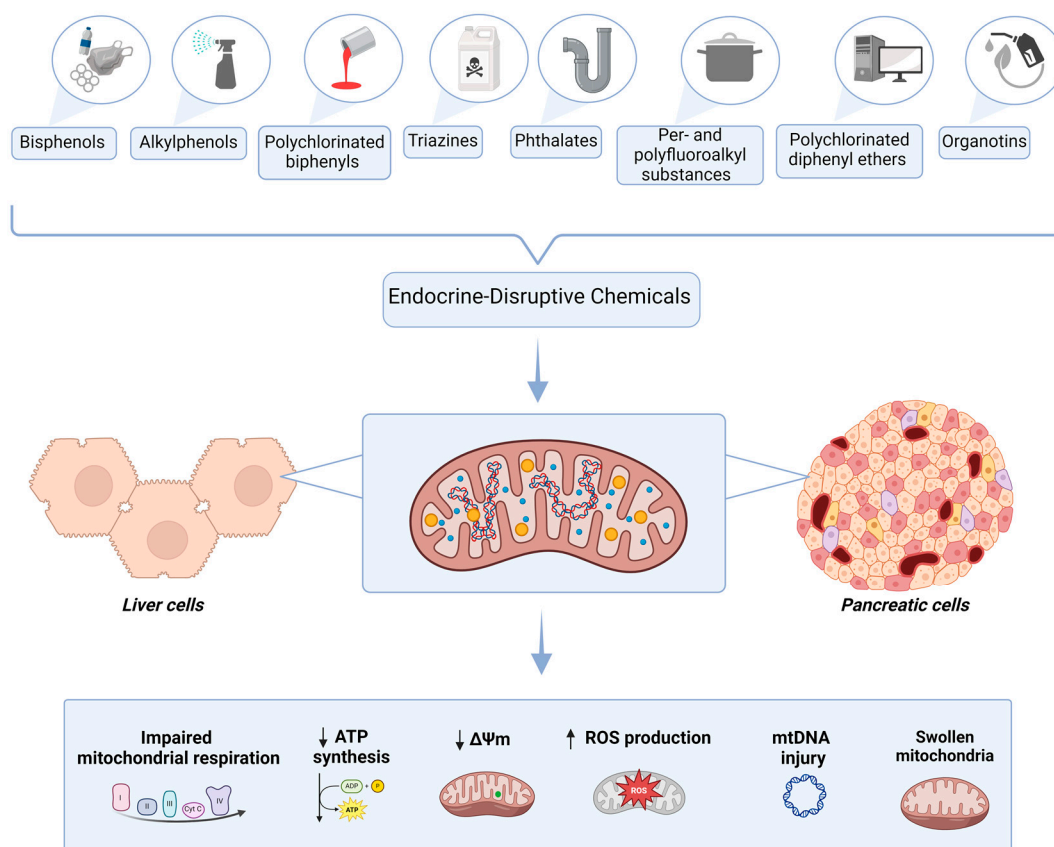 Bisphenols
Alkylphenols
Polychlorinated
biphenyls
Triazines
Phthalates
Per- and
polyfluoroalkyl
substances
Polychlorinated
diphenyl ethers
Organotins
Endocrine-Disruptive Chemicals
Liver cells
Pancreatic cells
Impaired
mitochondrial respiration
I
II
III
Cyt C
IV
↓ ATP
synthesis
ADP + P
ATP
↓ ΔΨm
↑ ROS production
ROS
mtDNA
injury
Swollen
mitochondria